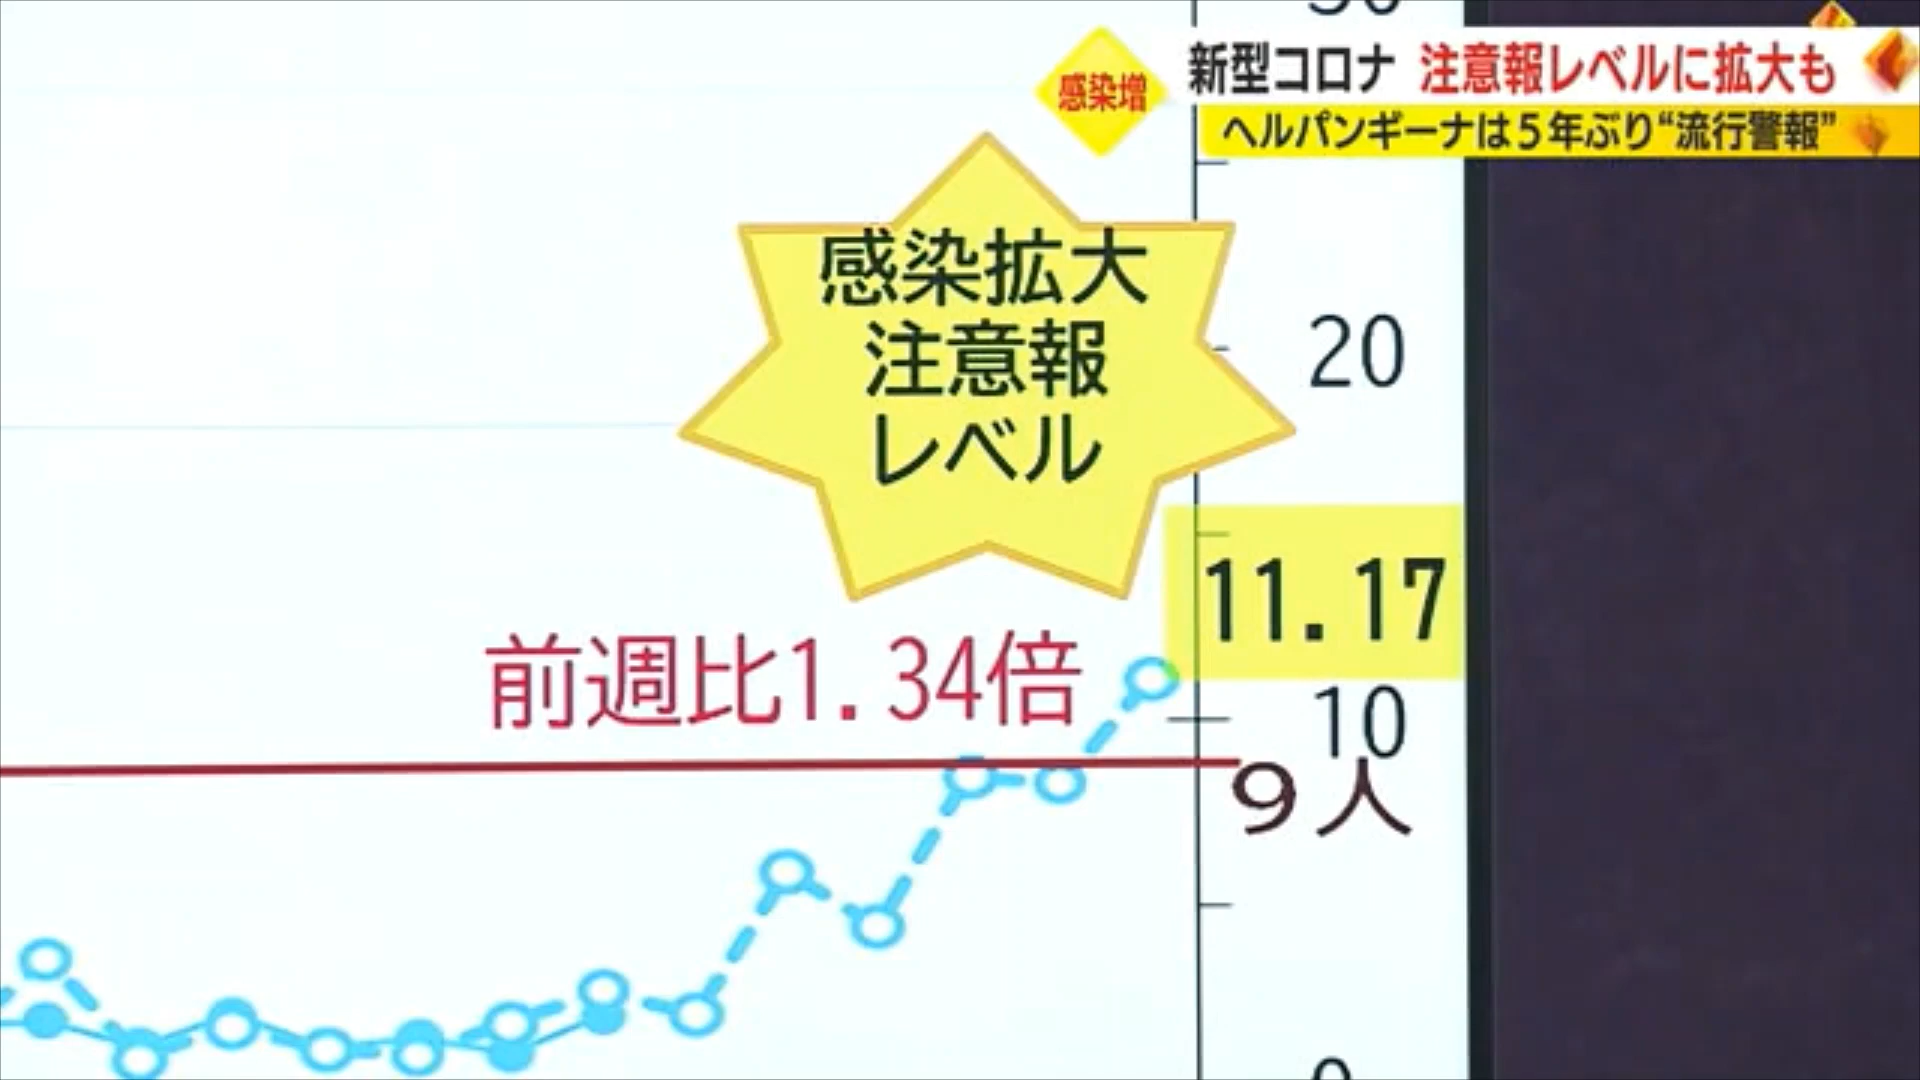 感染増
新型コロナ 注意報レベルに拡大も
ヘルパンギーナは5年ぶり“流行警報”
感染拡大
注意報
レベル
20
11.17
前週比1.34倍
10
9人